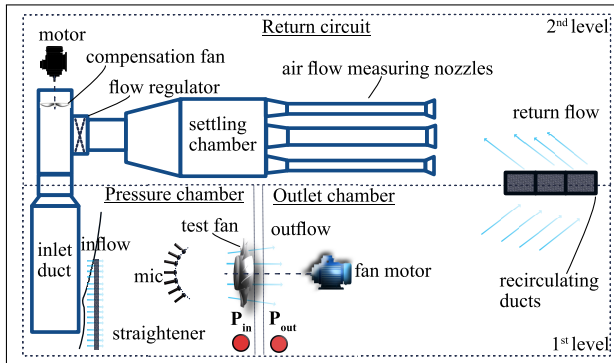 Return circuit
2nd level
motor
compensation fan
flow regulator
air flow measuring nozzles
settling
chamber
return flow
Pressure chamber
Outlet chamber
test fan
outflow
inflow
inlet
duct
mic
fan motor
recirculating
ducts
straightener
Pin
Pout
1st level